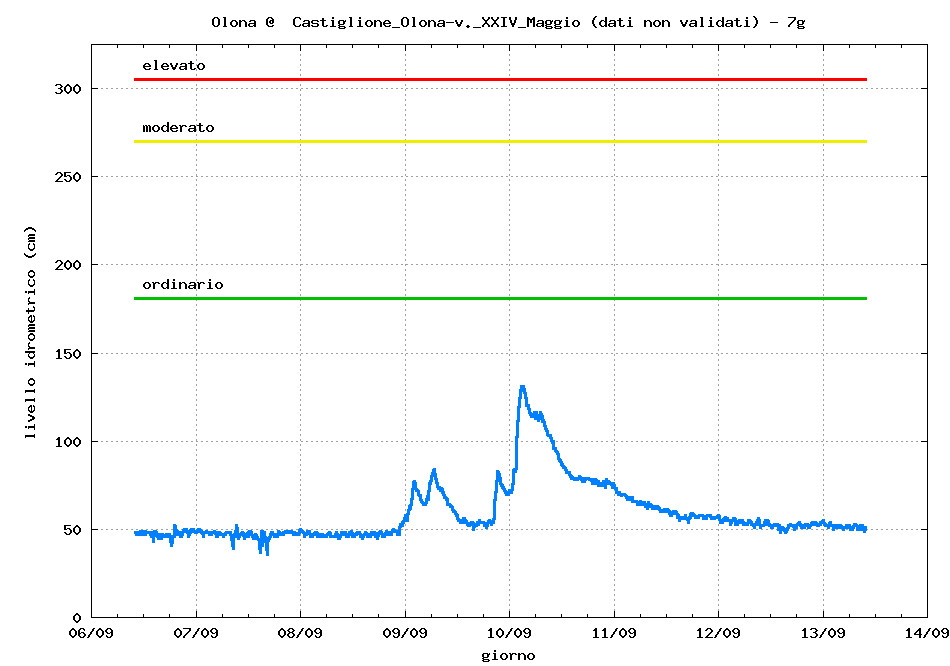 Olona @  Castiglione_Olona-v._XXIV_Maggio (dati non validati) - 7g
elevato
300
moderato
250
livello idrometrico (cm)
200
ordinario
150
100
50
0
06/09 07/09 08/09 09/09 10/09 11/09 12/09 13/09 14/09
giorno